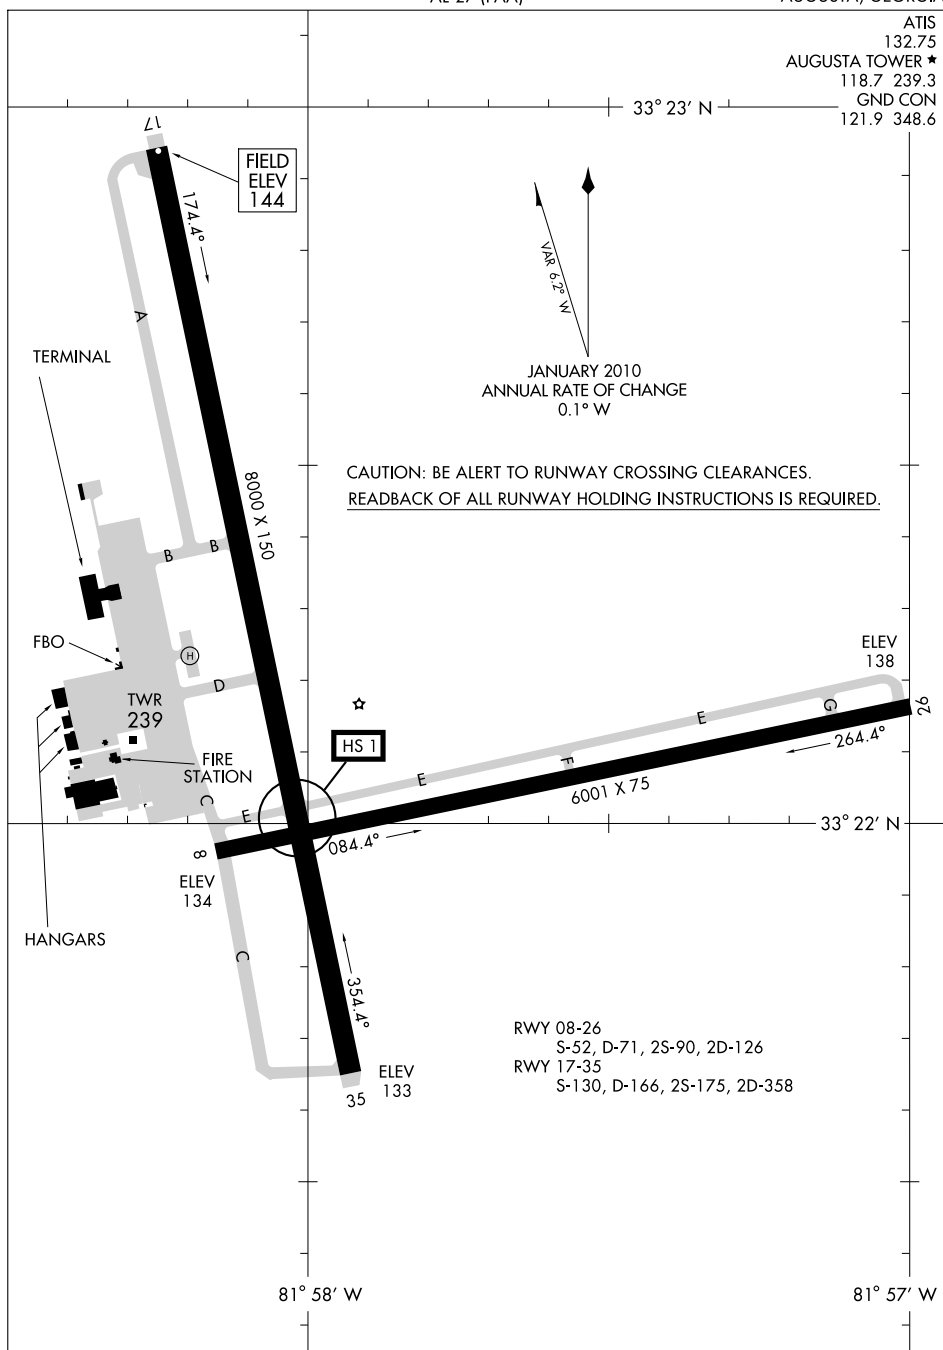 AL-27 (FAA)
AUGUSTA, GEORGIA
ATIS
132.75
AUGUSTA TOWER ★
118.7 239.3
GND CON
121.9 348.6
33° 23' N
17
FIELD
ELEV
144
174.4°
VAR 6.2° W
A
JANUARY 2010
ANNUAL RATE OF CHANGE
0.1° W
TERMINAL
CAUTION: BE ALERT TO RUNWAY CROSSING CLEARANCES.
READBACK OF ALL RUNWAY HOLDING INSTRUCTIONS IS REQUIRED.
8000 X 150
B
B
FBO
H
D
ELEV
138
TWR
239
26
G
E
HS 1
264.4°
FIRE
STATION
F
E
6001 X 75
C
E
33° 22' N
084.4°
8
ELEV
134
HANGARS
C
354.4°
RWY 08-26
S-52, D-71, 2S-90, 2D-126
RWY 17-35
S-130, D-166, 2S-175, 2D-358
ELEV
133
35
81° 58' W
81° 57' W